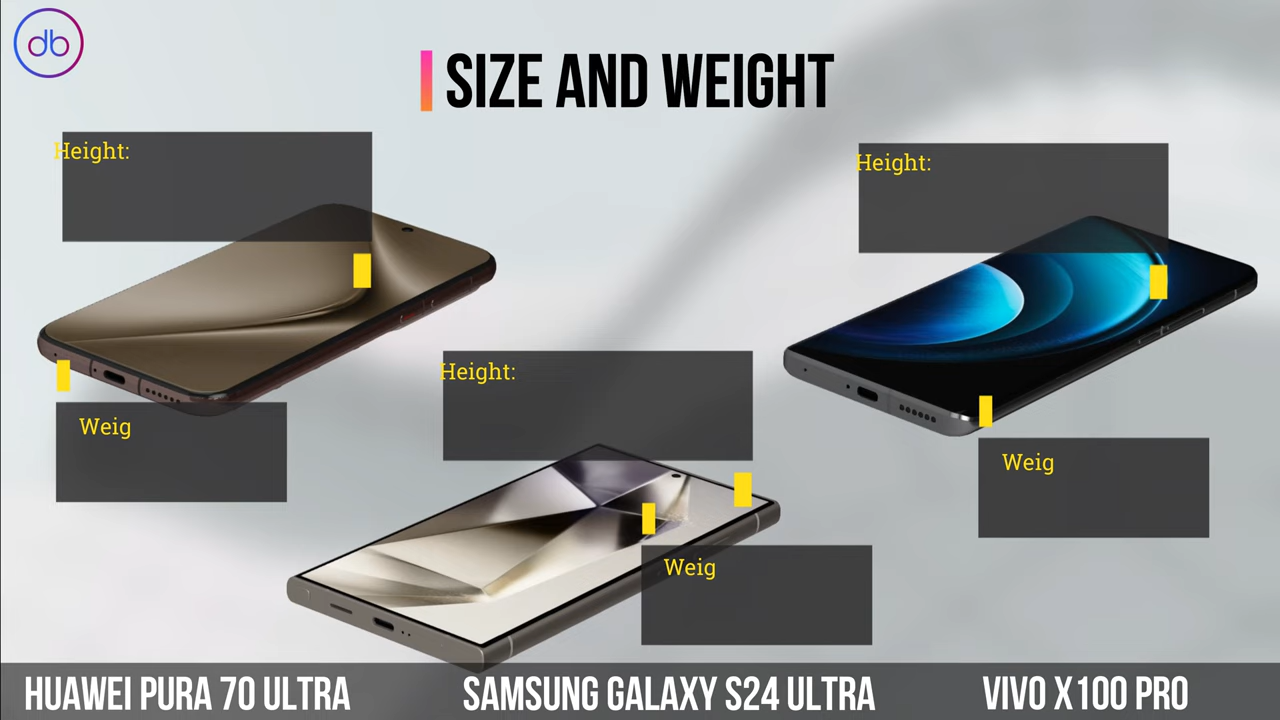 db
SIZE AND WEIGHT
Height:
Height:
Weig
Height:
Weig
Weig
HUAWEI PURA 70 ULTRA
SAMSUNG GALAXY S24 ULTRA
VIVO X100 PRO